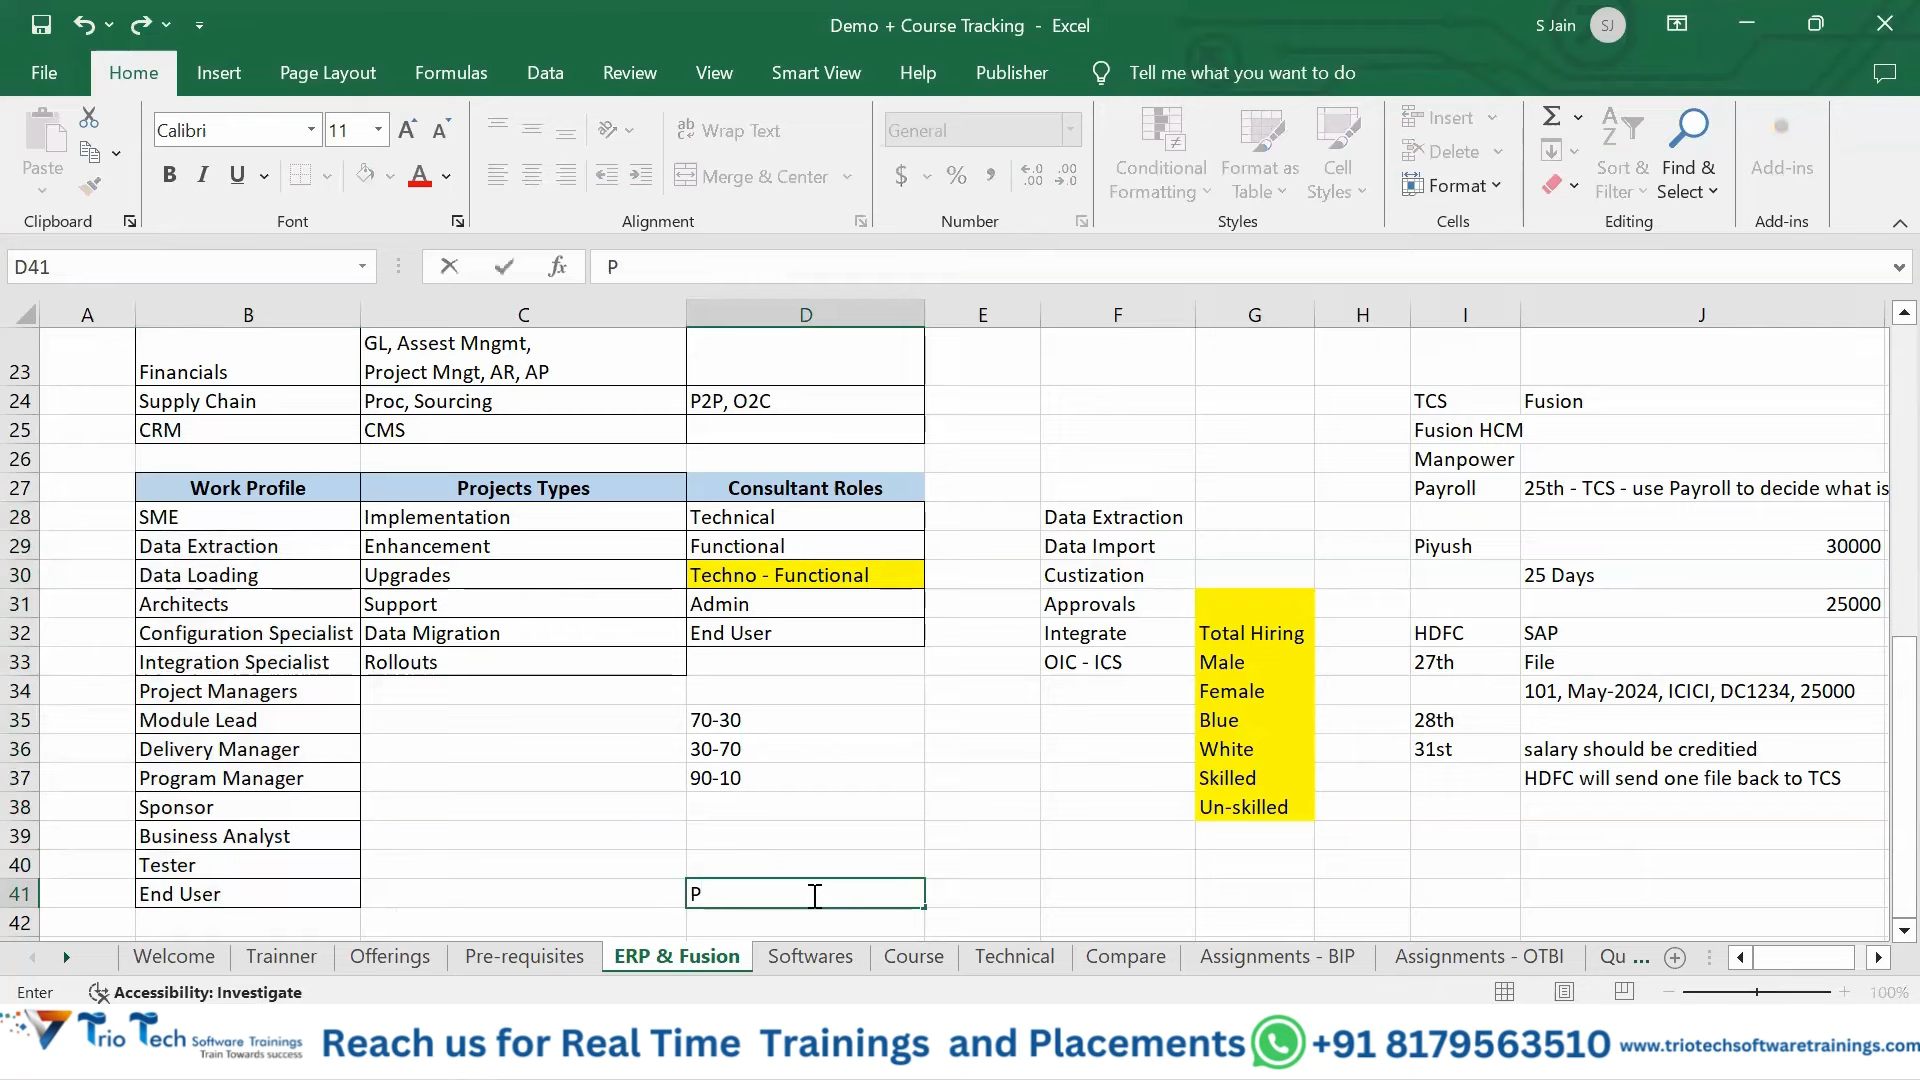 Demo + Course Tracking - Excel
S Jain
SJ
File Home Insert Page Layout Formulas Data Review View Smart View Help Publisher Tell me what you want to do
Paste
Calibri 11
Wrap Text
Merge & Center
General
Conditional Formatting
Format as Table
Cell Styles
Insert
Delete
Format
Sort & Filter
Find & Select
Add-ins
Clipboard Font Alignment Number Styles Cells Editing Add-ins
D41 fx P
A B C D E F G H I J
GL, Assest Mngmt,
23 Financials Project Mngt, AR, AP
24 Supply Chain Proc, Sourcing P2P, O2C TCS Fusion
25 CRM CMS Fusion HCM
26 Manpower
27 Work Profile Projects Types Consultant Roles Payroll 25th - TCS - use Payroll to decide what is
28 SME Implementation Technical Data Extraction
29 Data Extraction Enhancement Functional Data Import Piyush 30000
30 Data Loading Upgrades Techno - Functional Custization 25 Days
31 Architects Support Admin Approvals 25000
32 Configuration Specialist Data Migration End User Integrate Total Hiring HDFC SAP
33 Integration Specialist Rollouts OIC - ICS Male 27th File
34 Project Managers Female 101, May-2024, ICICI, DC1234, 25000
35 Module Lead 70-30 Blue 28th
36 Delivery Manager 30-70 White 31st salary should be creditied
37 Program Manager 90-10 Skilled HDFC will send one file back to TCS
38 Sponsor Un-skilled
39 Business Analyst
40 Tester
41 End User P
42
Welcome Trainner Offerings Pre-requisites ERP & Fusion Softwares Course Technical Compare Assignments - BIP Assignments - OTBI Qu ...
Enter Accessibility: Investigate 100%
Trio Tech Software Trainings
Train Towards success
Reach us for Real Time Trainings and Placements +91 8179563510 www.triotechsoftwaretrainings.com